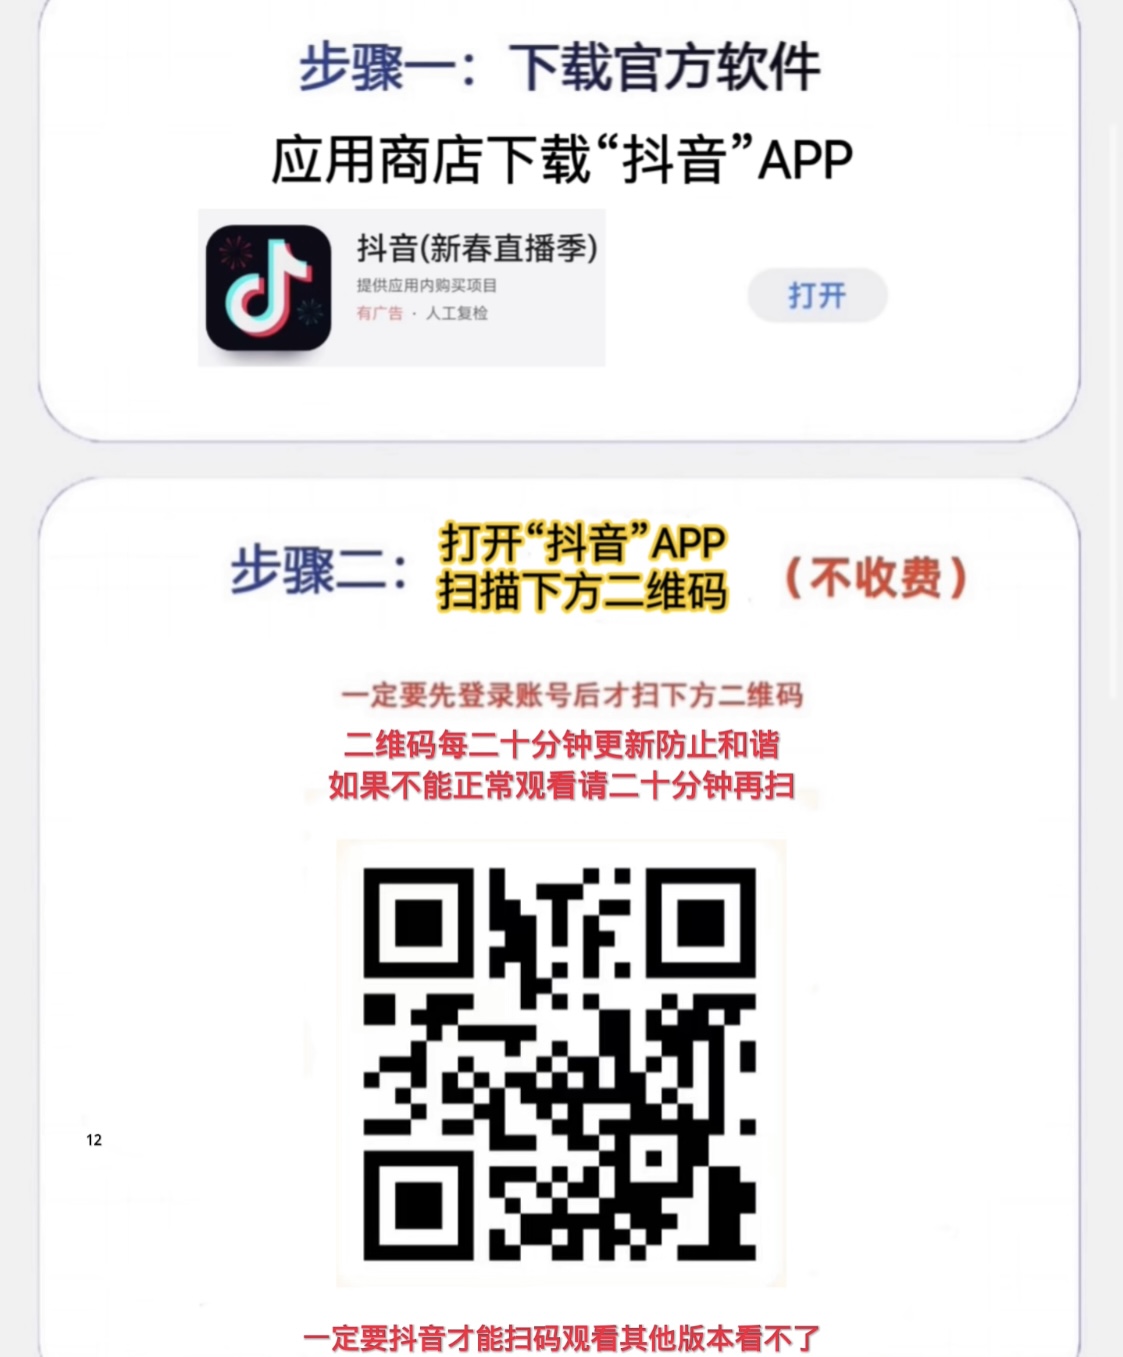 步骤一：下载官方软件
应用商店下载“抖音”APP
抖音(新春直播季)
提供应用内购买项目
有广告 · 人工复检
打开
步骤二：
打开“抖音”APP
扫描下方二维码
（不收费）
一定要先登录账号后才扫下方二维码
二维码每二十分钟更新防止和谐
如果不能正常观看请二十分钟再扫
12
一定要抖音才能扫码观看其他版本看不了